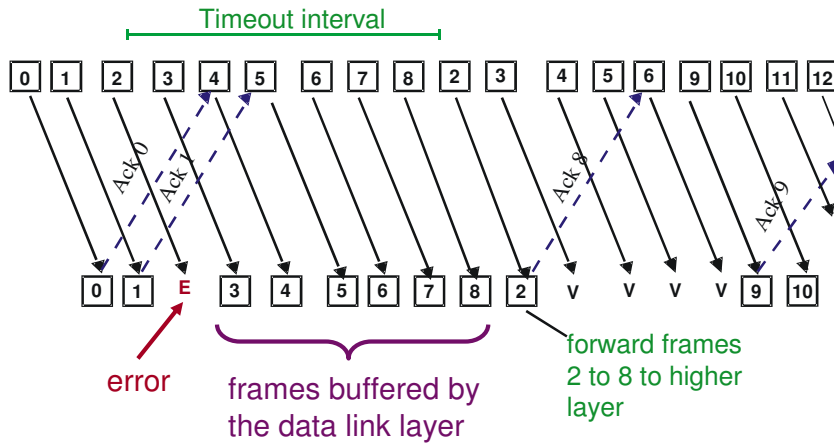 Timeout interval
0 1 2 3 4 5 6 7 8 2 3 4 5 6 9 10 11 12
Ack 0
Ack 1
Ack 8
Ack 9
0 1 E 3 4 5 6 7 8 2 v v v v 9 10
error
frames buffered by
the data link layer
forward frames
2 to 8 to higher
layer